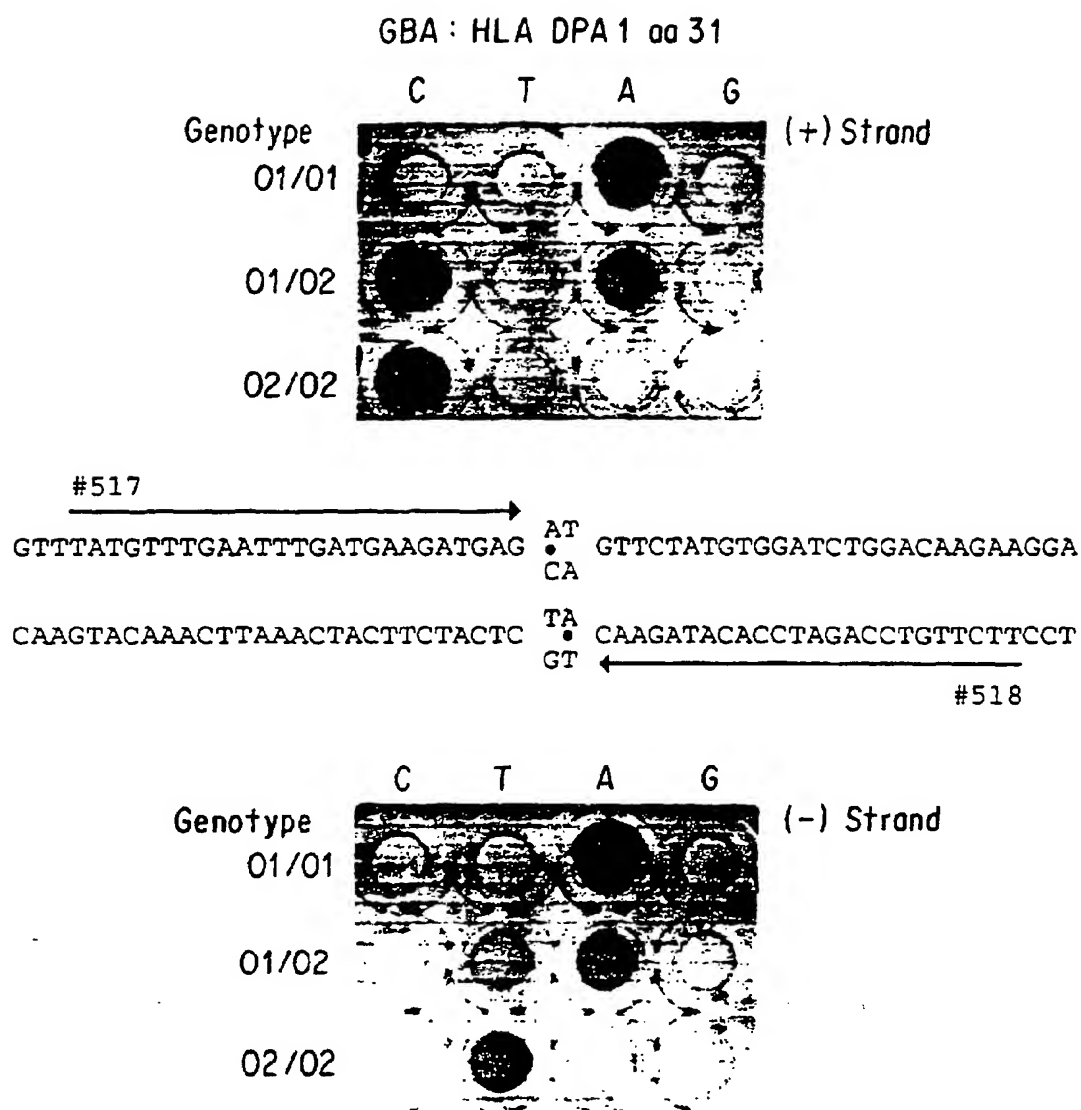 GBA : HLA DPA1 aa 31
C T A G
Genotype (+) Strand
01/01
01/02
02/02
#517
AT
GTTTATGTTTGAATTTGATGAAGATGAG • GTTCTATGTGGATCTGGACAAGAAGGA
CA
TA
CAAGTACAAACTTAAACTACTTCTACTC • CAAGATACACCTAGACCTGTTCTTCCT
GT
#518
C T A G
Genotype (-) Strand
01/01
01/02
02/02